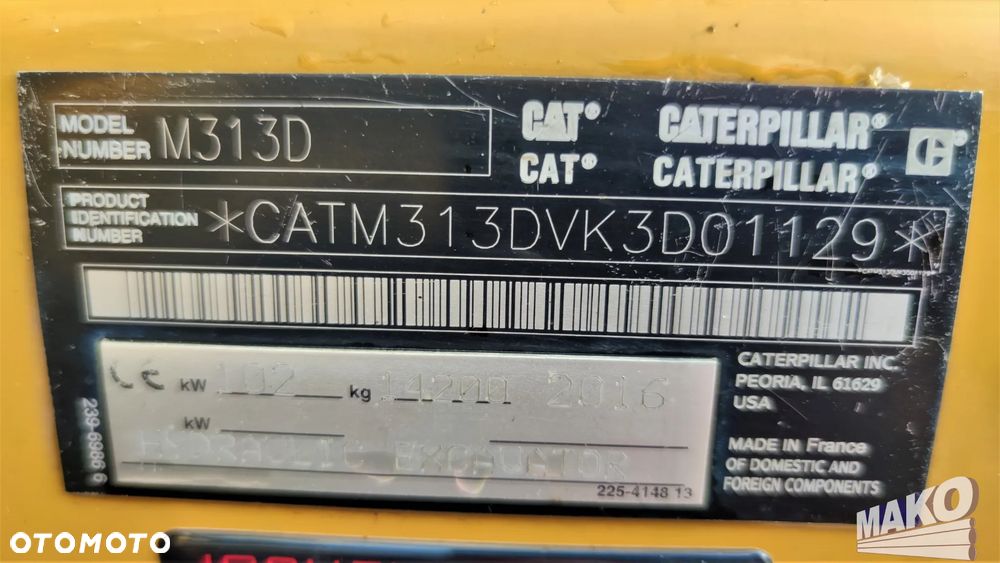 MODEL NUMBER M313D
CAT® CATERPILLAR®
CAT® CATERPILLAR®
PRODUCT IDENTIFICATION NUMBER *CATM313DVK3D01129*
CE kW 102 kg 14200 2016
kW
HYDRAULIC EXCAVATOR
225-4148 13
239-6986 6
CATERPILLAR INC.
PEORIA, IL 61629
USA
MADE IN France
OF DOMESTIC AND
FOREIGN COMPONENTS
MAKO
OTOMOTO